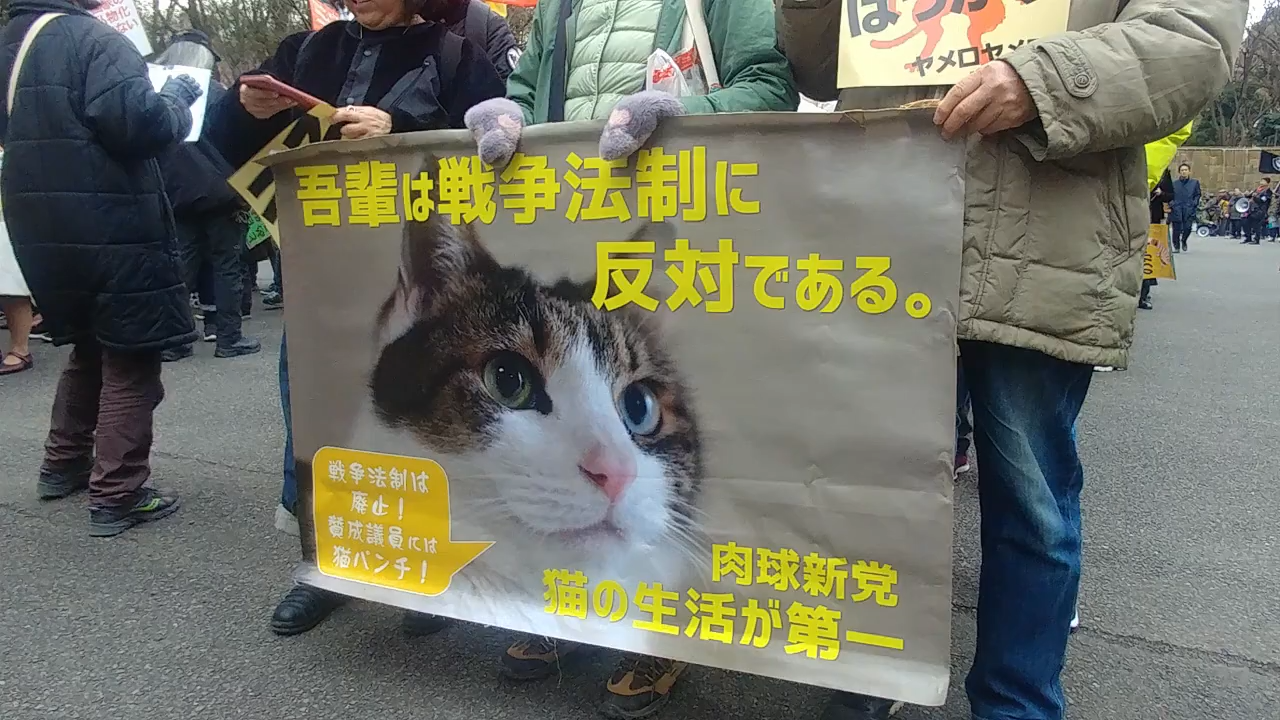 ヤメロヤメロ
吾輩は戦争法制に
反対である。
戦争法制は
廃止！
賛成議員には
猫パンチ！
肉球新党
猫の生活が第一